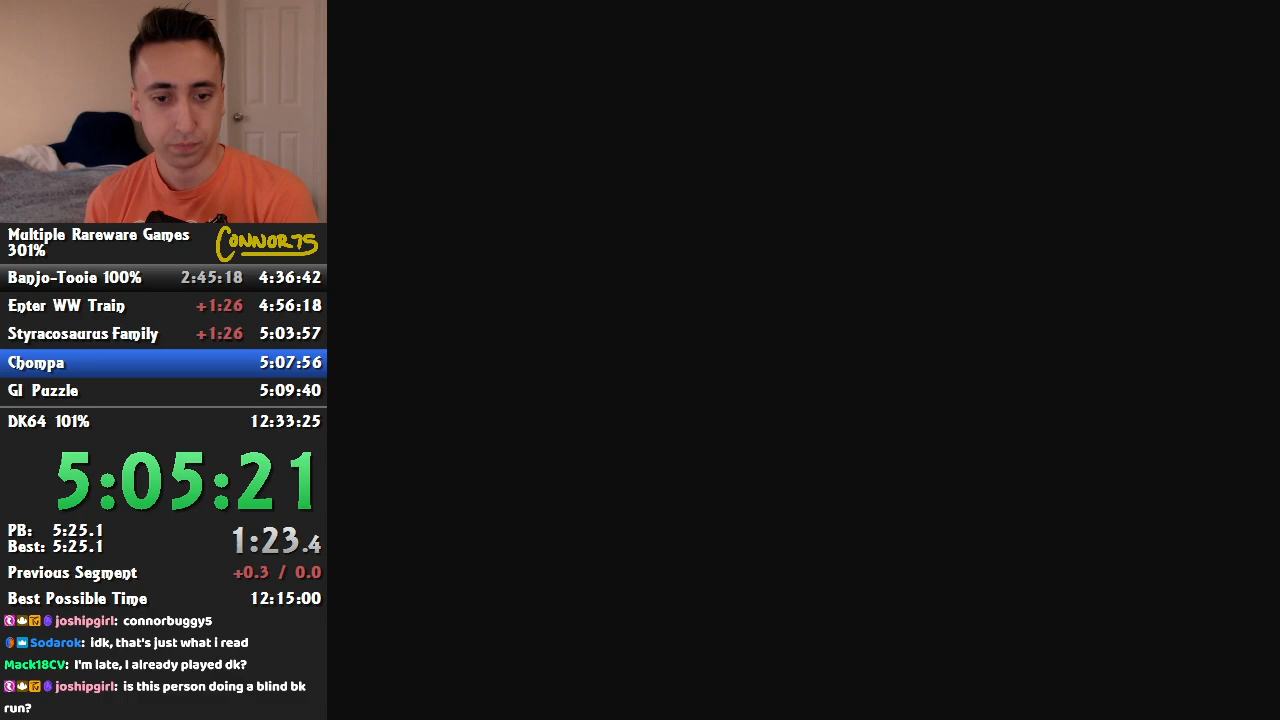 Multiple Rareware Games
301%
CONNOR75
Banjo-Tooie 100% 2:45:18 4:36:42
Enter WW Train +1:26 4:56:18
Styracosaurus Family +1:26 5:03:57
Chompa 5:07:56
GI Puzzle 5:09:40
DK64 101% 12:33:25
5:05:21
PB: 5:25.1
Best: 5:25.1
1:23.4
Previous Segment +0.3 / 0.0
Best Possible Time 12:15:00
joshipgirl: connorbuggy5
Sodarok: idk, that's just what i read
Mack18CV: I'm late, I already played dk?
joshipgirl: is this person doing a blind bk
run?